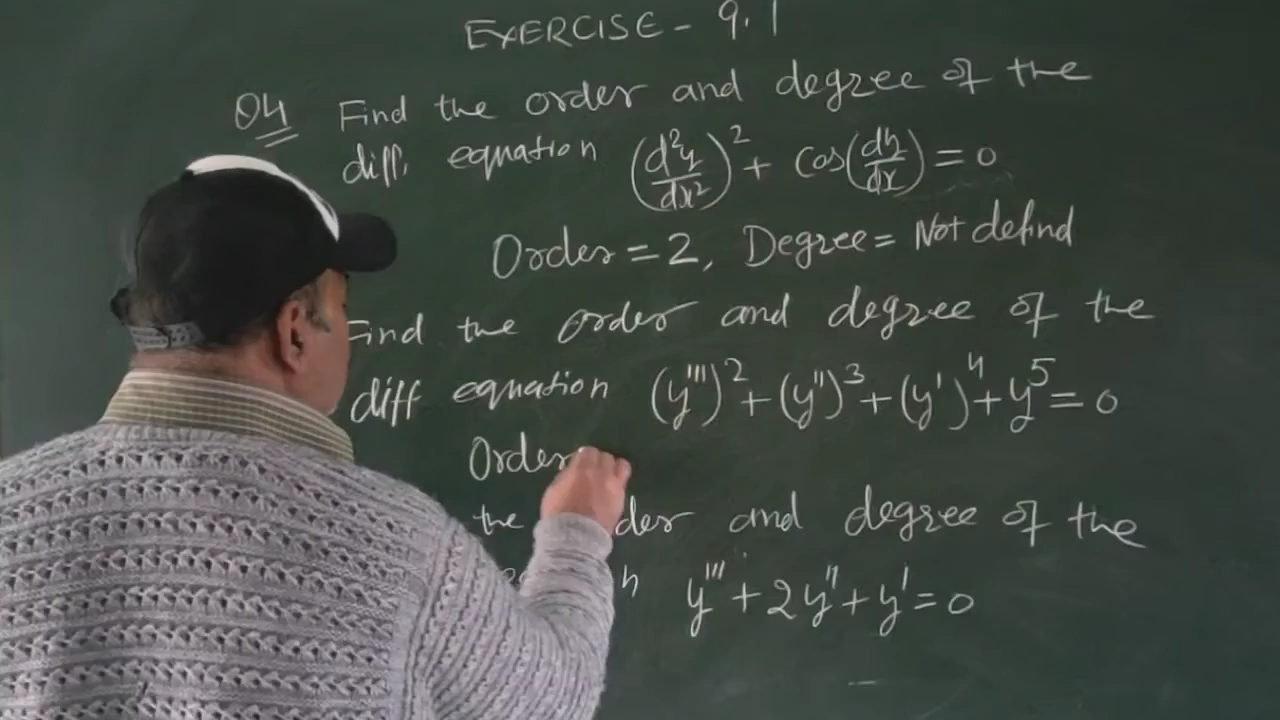 EXERCISE - 9.1
Q4 Find the order and degree of the
diff. equation (d²y/dx²)² + cos(dy/dx) = 0
Order = 2, Degree = Not defind
Find the order and degree of the
diff equation (y''')² + (y'')³ + (y')⁴ + y⁵ = 0
Order
the der and degree of the
y''' + 2y'' + y' = 0